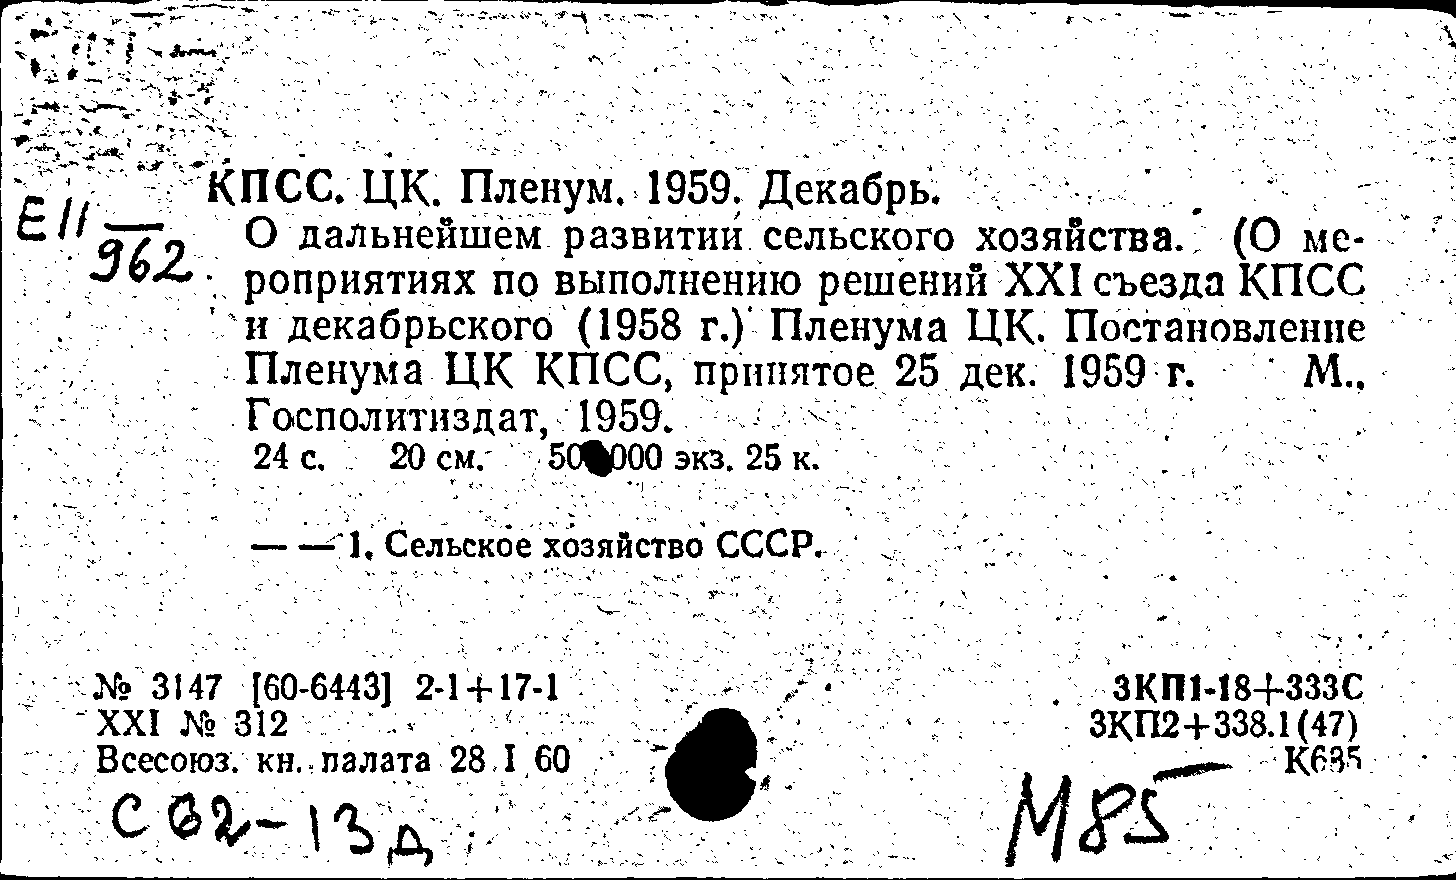 КПСС. ЦК. Пленум. 1959. Декабрь.
Е II
962
О дальнейшем развитии сельского хозяйства. (О ме-
роприятиях по выполнению решений XXI съезда КПСС
и декабрьского (1958 г.) Пленума ЦК. Постановление
Пленума ЦК КПСС, принятое 25 дек. 1959 г. М.,
Госполитиздат, 1959.
24 с. 20 см. экз. 25 к.
— — 1. Сельское хозяйство СССР.
№ 3147 [60-6443] 2-1+17-1
XXI № 312
Всесоюз. кн. палата 28 I 60
3КП1-18+333С
3КП2+338.1(47)
К635
С 62-13д
М85